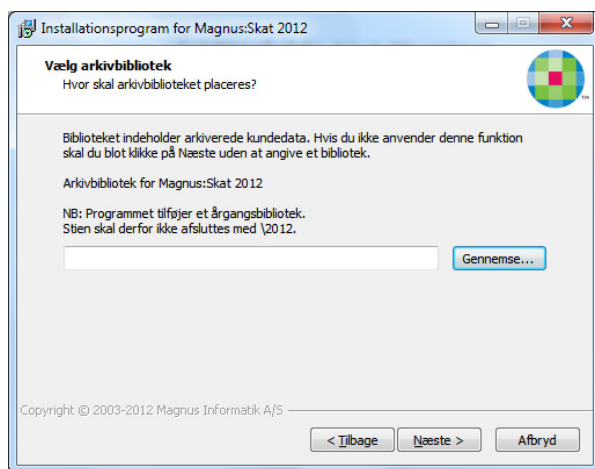 Installationsprogram for Magnus:Skat 2012
Vælg arkivbibliotek
Hvor skal arkivbiblioteket placeres?
Biblioteket indeholder arkiverede kundedata. Hvis du ikke anvender denne funktion
skal du blot klikke på Næste uden at angive et bibliotek.
Arkivbibliotek for Magnus:Skat 2012
NB: Programmet tilføjer et årgangsbibliotek.
Stien skal derfor ikke afsluttes med \2012.
Gennemse...
Copyright © 2003-2012 Magnus Informatik A/S
< Tilbage Næste > Afbryd